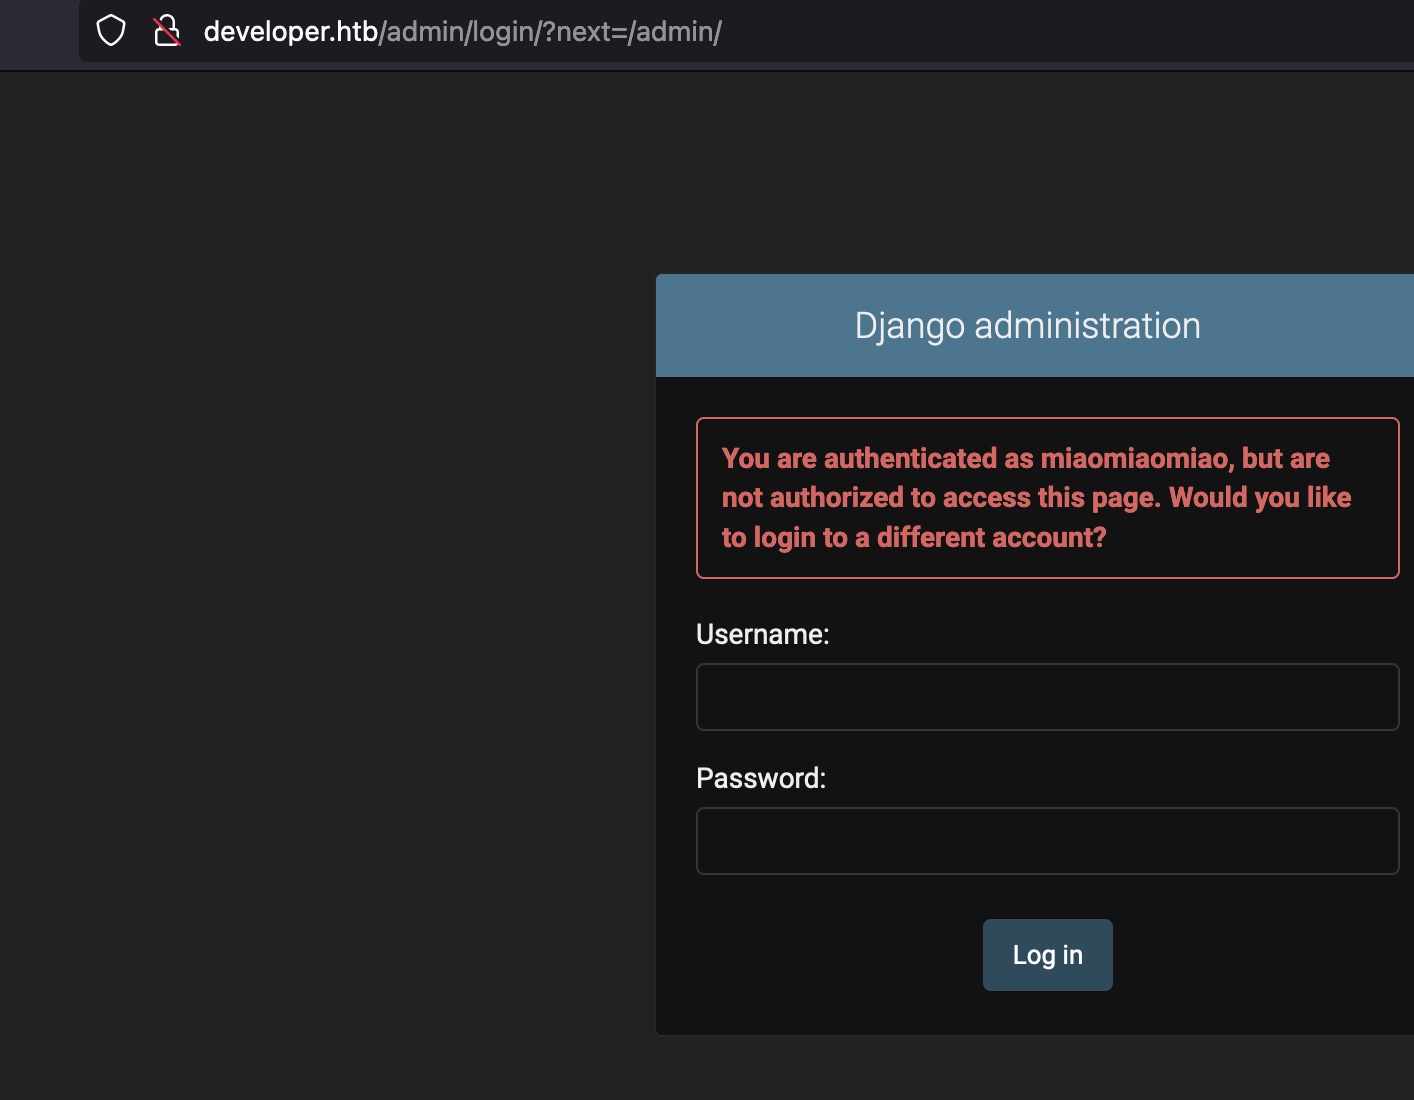 developer.htb/admin/login/?next=/admin/
Django administration
You are authenticated as miaomiaomiao, but are
not authorized to access this page. Would you like
to login to a different account?
Username:
Password:
Log in